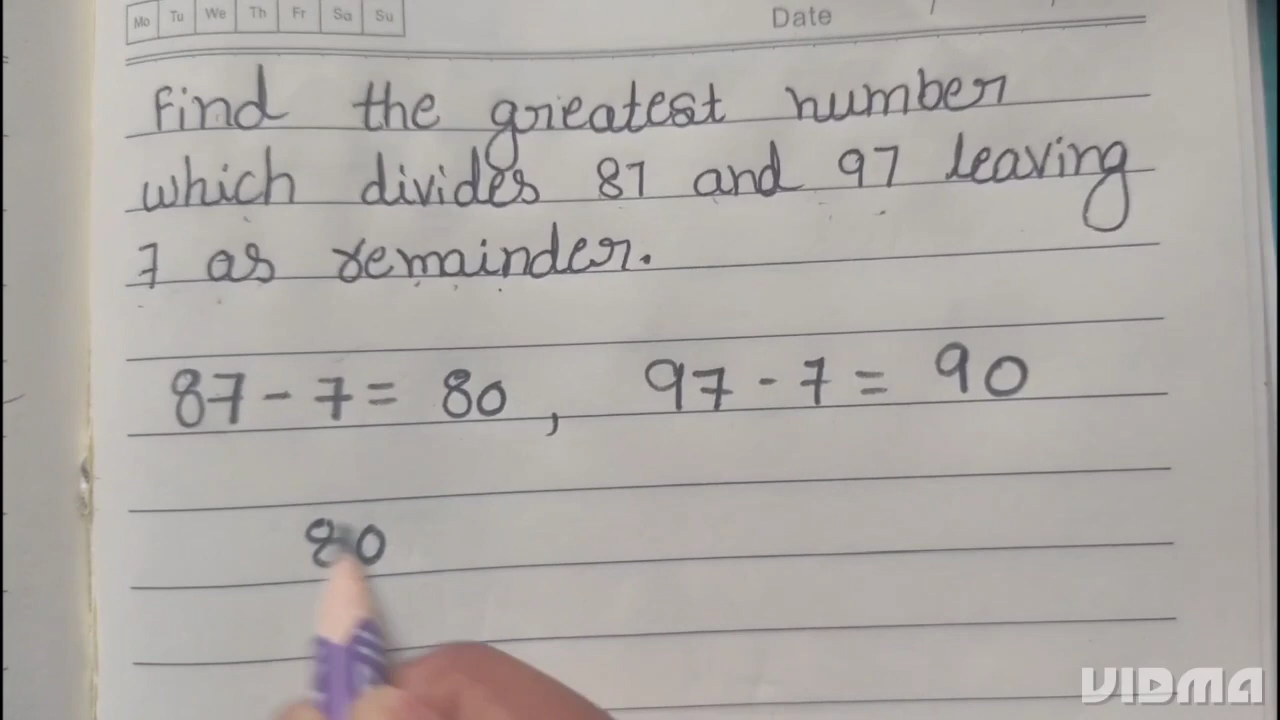 Mo Tu We Th Fr Sa Su Date
Find the greatest number
which divides 87 and 97 leaving
7 as remainder.
87 - 7 = 80, 97 - 7 = 90
80
VIDMA